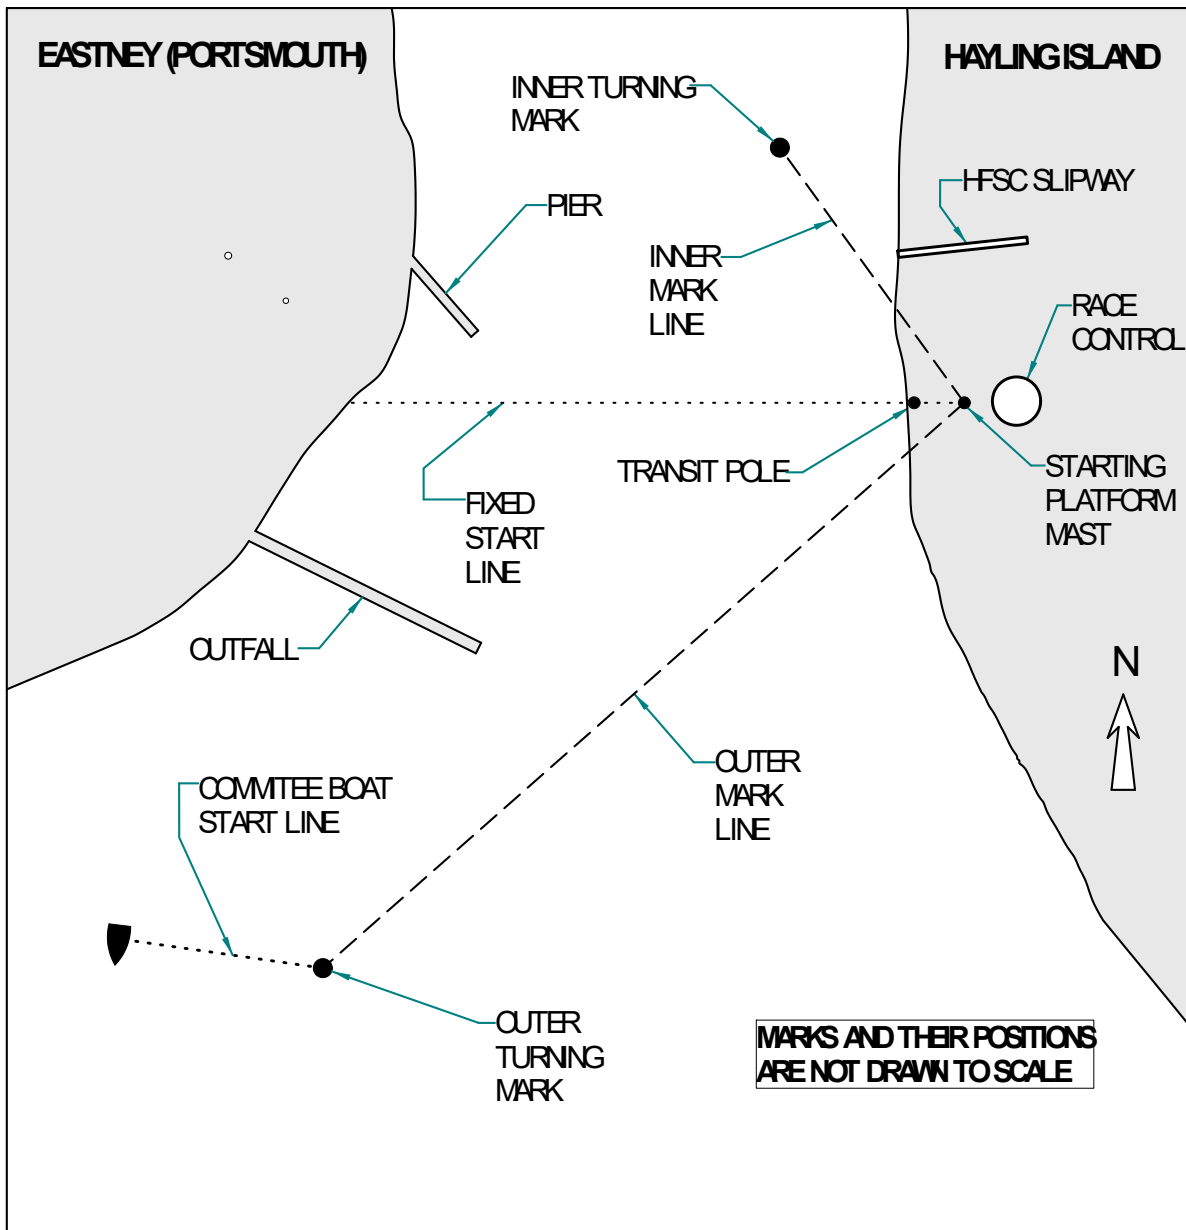 EASTNEY (PORTSMOUTH)
HAYLING ISLAND
INNER TURNING
MARK
HFSC SLIPWAY
PIER
INNER
MARK
LINE
RACE
CONTROL
TRANSIT POLE
STARTING
PLATFORM
MAST
FIXED
START
LINE
OUTFALL
N
OUTER
MARK
LINE
COMMITEE BOAT
START LINE
OUTER
TURNING
MARK
MARKS AND THEIR POSITIONS
ARE NOT DRAWN TO SCALE